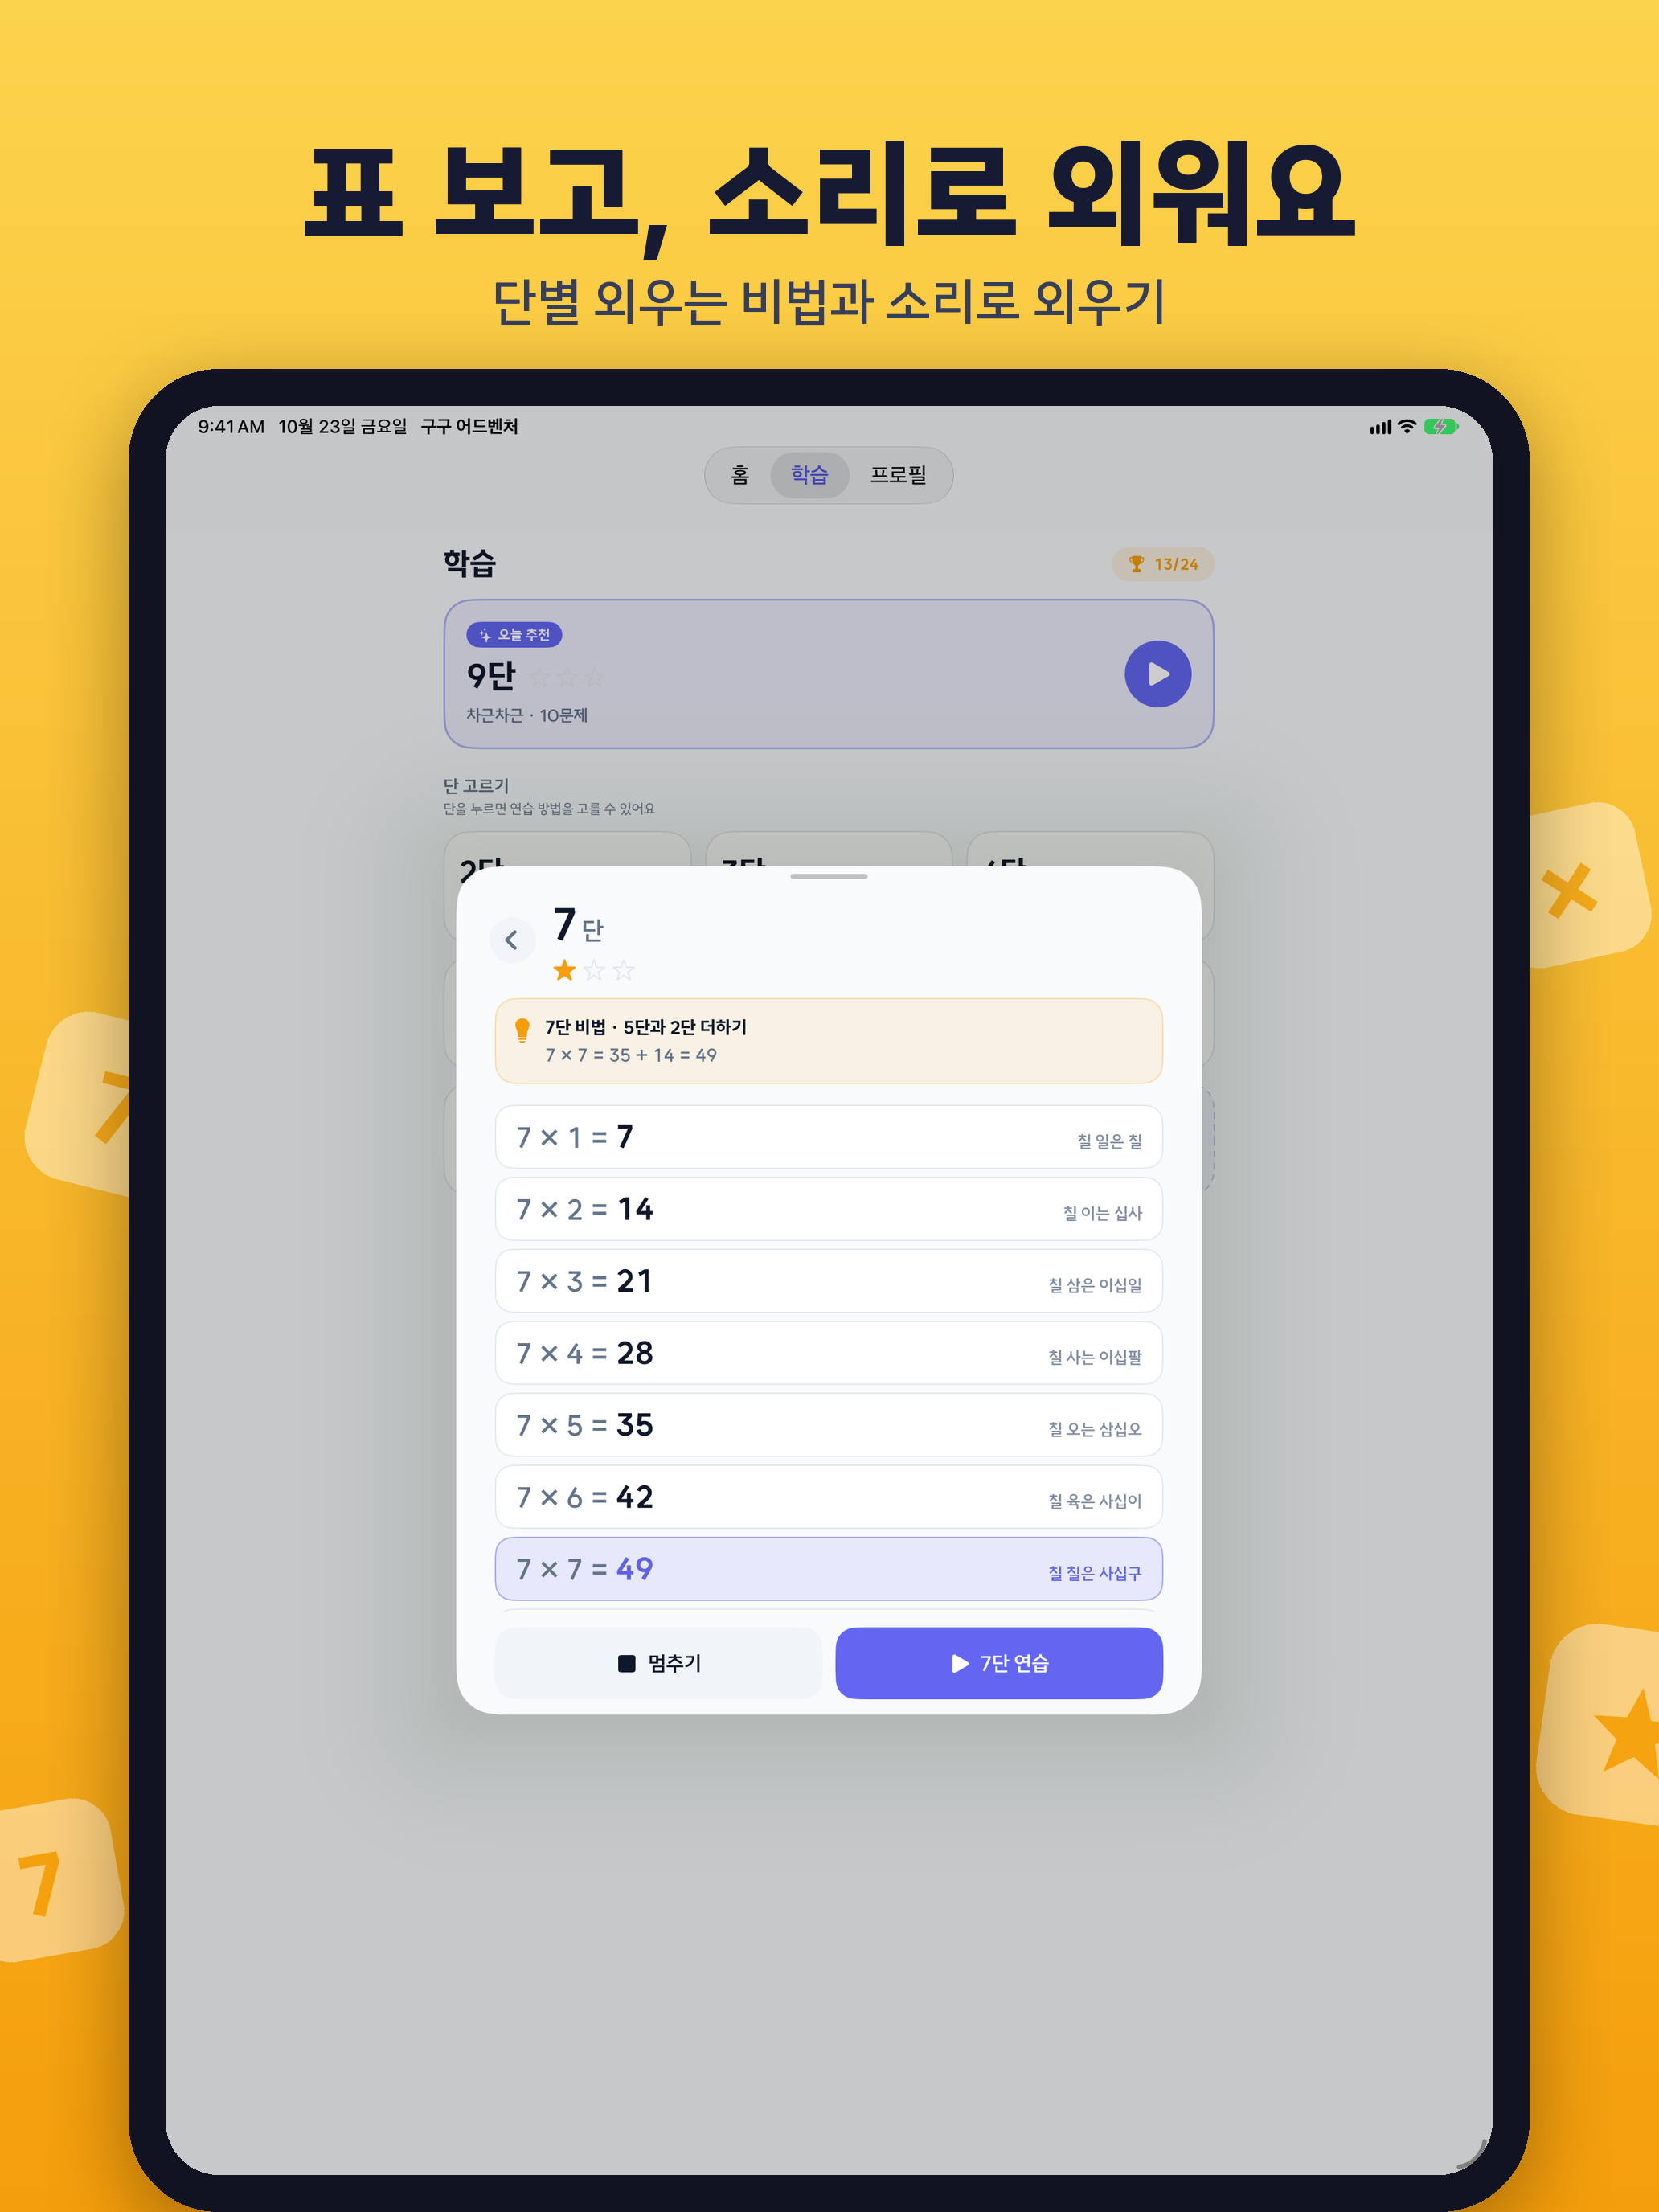 표 보고, 소리로 외워요
단별 외우는 비법과 소리로 외우기
9:41 AM 10월 23일 금요일 구구 어드벤처
홈 학습 프로필
학습
13/24
오늘 추천
9단
차근차근 · 10문제
단 고르기
단을 누르면 연습 방법을 고를 수 있어요
7 단
7단 비법 · 5단과 2단 더하기
7 × 7 = 35 + 14 = 49
7 × 1 = 7 칠 일은 칠
7 × 2 = 14 칠 이는 십사
7 × 3 = 21 칠 삼은 이십일
7 × 4 = 28 칠 사는 이십팔
7 × 5 = 35 칠 오는 삼십오
7 × 6 = 42 칠 육은 사십이
7 × 7 = 49 칠 칠은 사십구
멈추기
7단 연습
×
7
7